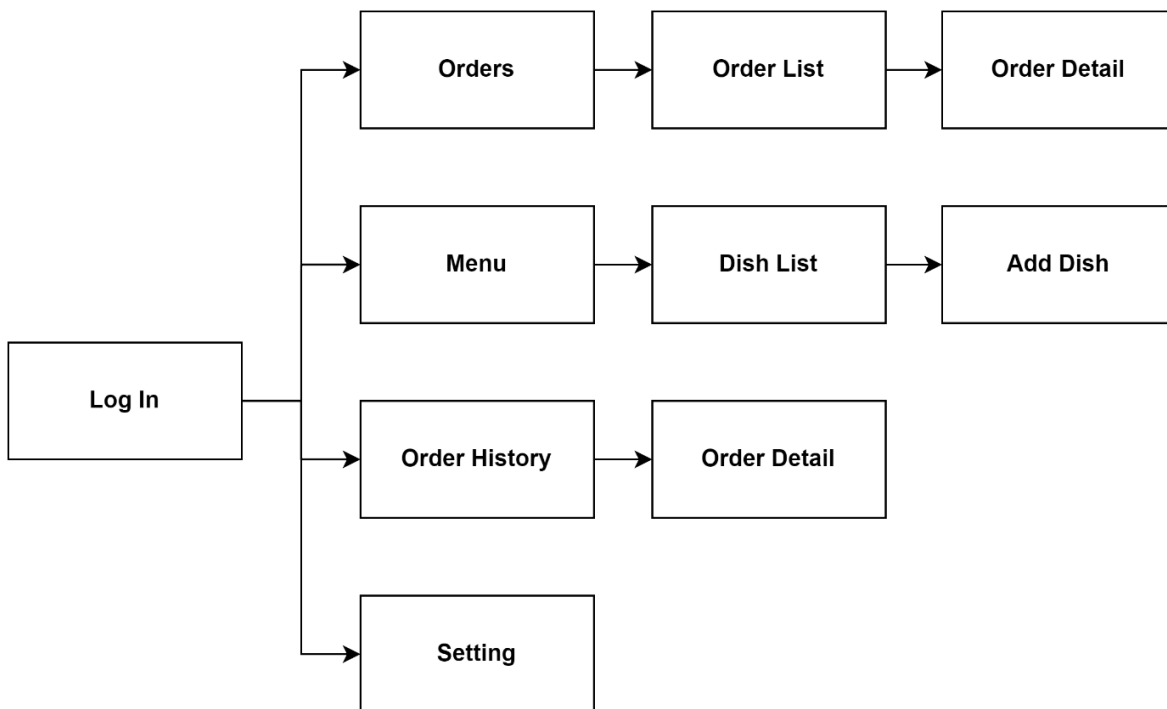 Orders
Order List
Order Detail
Menu
Dish List
Add Dish
Log In
Order History
Order Detail
Setting